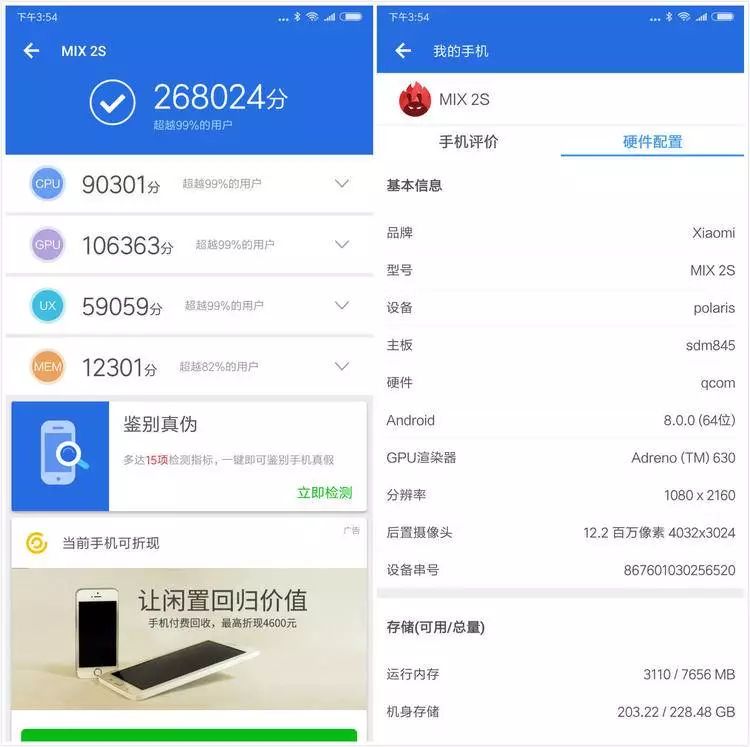 下午3:54
MIX 2S
268024分
超越99%的用户
CPU 90301分 超越99%的用户
GPU 106363分 超越99%的用户
UX 59059分 超越99%的用户
MEM 12301分 超越82%的用户
鉴别真伪
多达15项检测指标，一键即可鉴别手机真假
立即检测
当前手机可折现
广告
让闲置回归价值
手机付费回收，最高折现4600元
下午3:54
我的手机
MIX 2S
手机评价 硬件配置
基本信息
品牌 Xiaomi
型号 MIX 2S
设备 polaris
主板 sdm845
硬件 qcom
Android 8.0.0 (64位)
GPU渲染器 Adreno (TM) 630
分辨率 1080 x 2160
后置摄像头 12.2 百万像素 4032x3024
设备串号 867601030256520
存储(可用/总量)
运行内存 3110 / 7656 MB
机身存储 203.22 / 228.48 GB